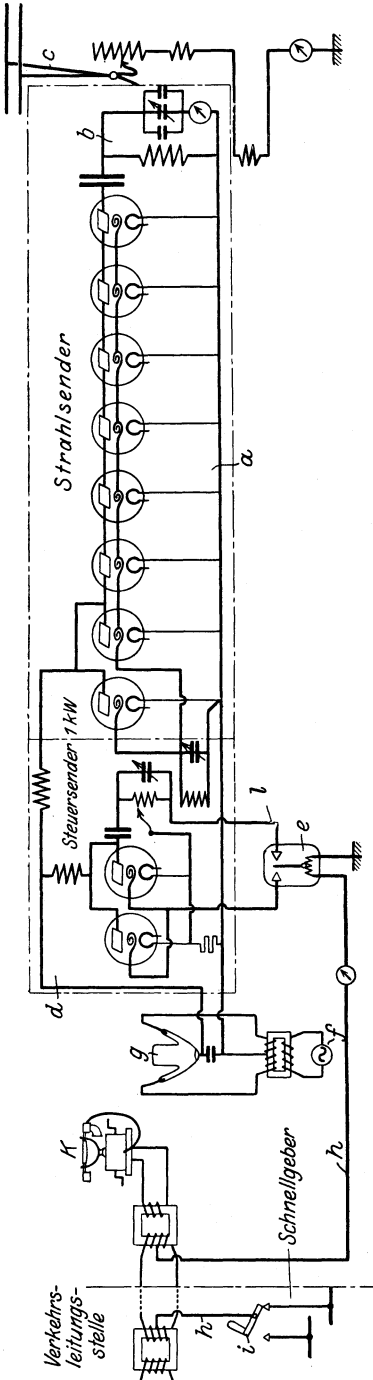 c
b
Strahlsender
a
Steuersender 1 kW
l
e
d
g
f
K
h
Schnellgeber
Verkehrs-
leitungs-
stelle
h
i